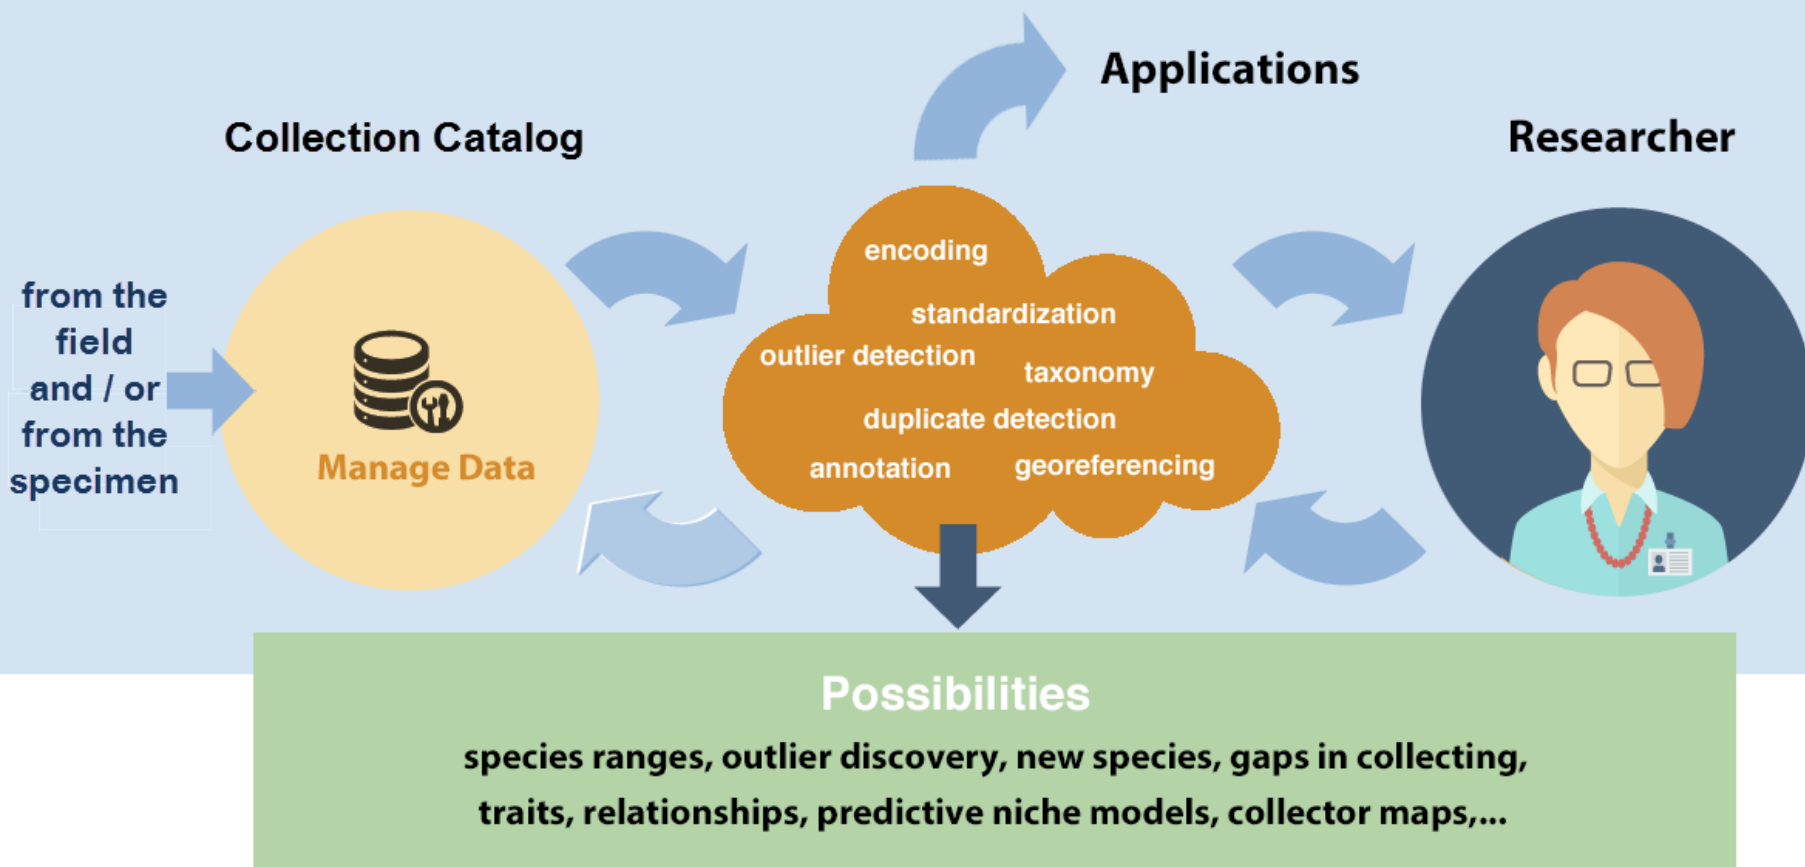 Applications
Collection Catalog
Researcher
from the
field
and / or
from the
specimen
Manage Data
encoding
standardization
outlier detection
taxonomy
duplicate detection
annotation
georeferencing
Possibilities
species ranges, outlier discovery, new species, gaps in collecting,
traits, relationships, predictive niche models, collector maps,...